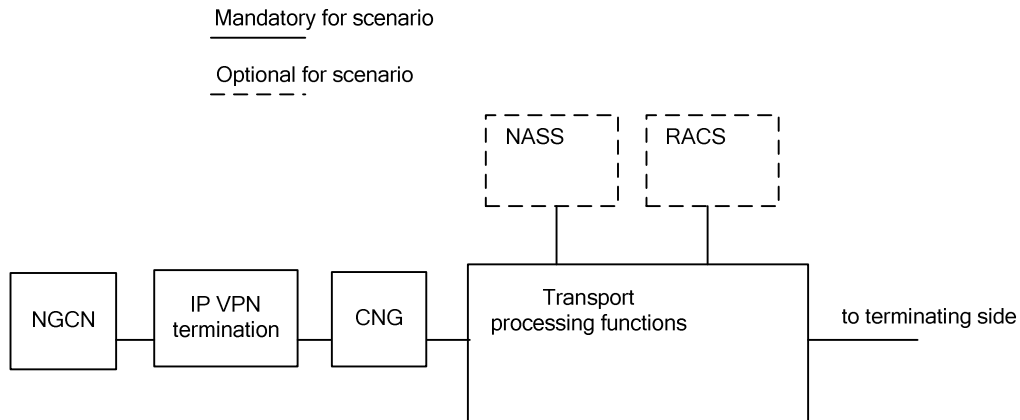 Mandatory for scenario
Optional for scenario
NASS
RACS
NGCN
IP VPN
termination
CNG
Transport
processing functions
to terminating side